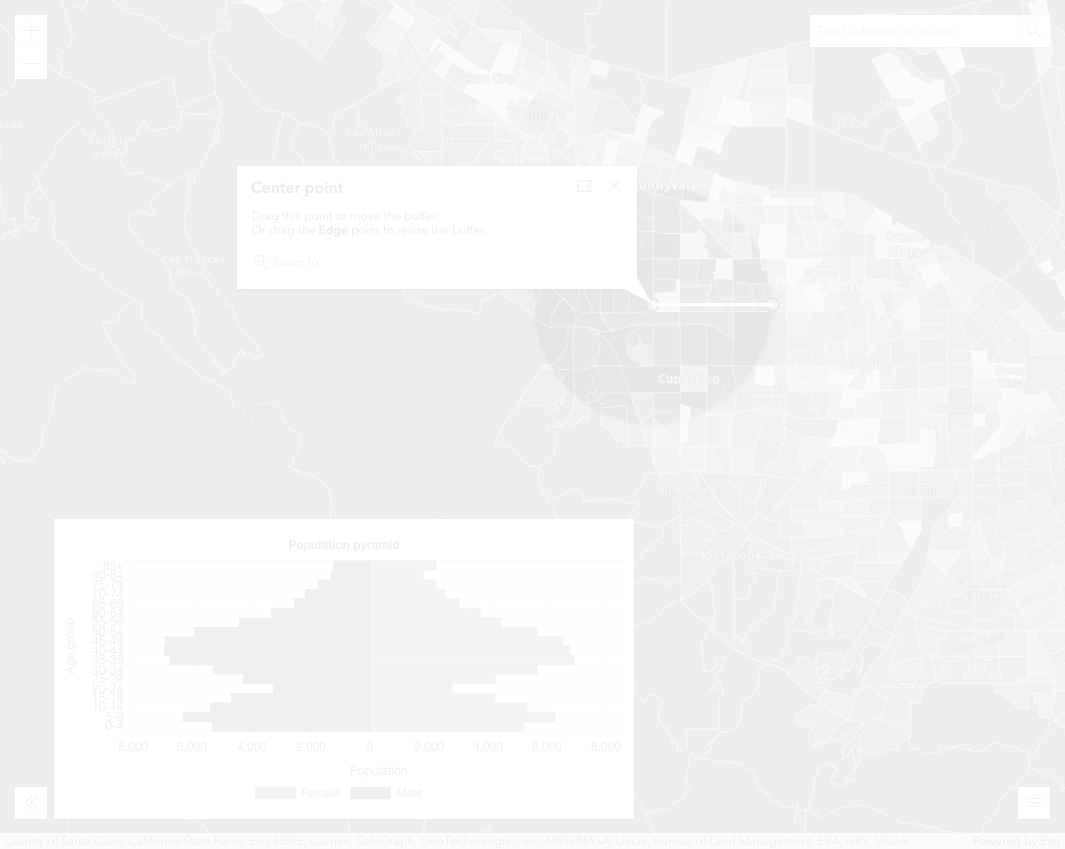 Find address or place
Mountain
View
Portola
Valley
Los Altos
Hills
Los Altos
Sunnyvale
Center point
Drag this point to move the buffer.
Or drag the Edge point to resize the buffer.
Zoom to
Santa
Clara
Los Trancos
Woods
kilometers
Cupertino
Campbell
Saratoga
Los Gatos
Population pyramid
Age group
85+
80-84
75-79
70-74
65-69
60-64
55-59
50-54
45-49
40-44
35-39
30-34
25-29
20-24
15-19
10-14
5-9
0-4
8,000 6,000 4,000 2,000 0 2,000 4,000 6,000 8,000
Population
Female Male
County of Santa Clara, California State Parks, Esri, HERE, Garmin, SafeGraph, GeoTechnologies, Inc, METI/NASA, USGS, Bureau of Land Management, EPA, NPS, USDA
Powered by Esri